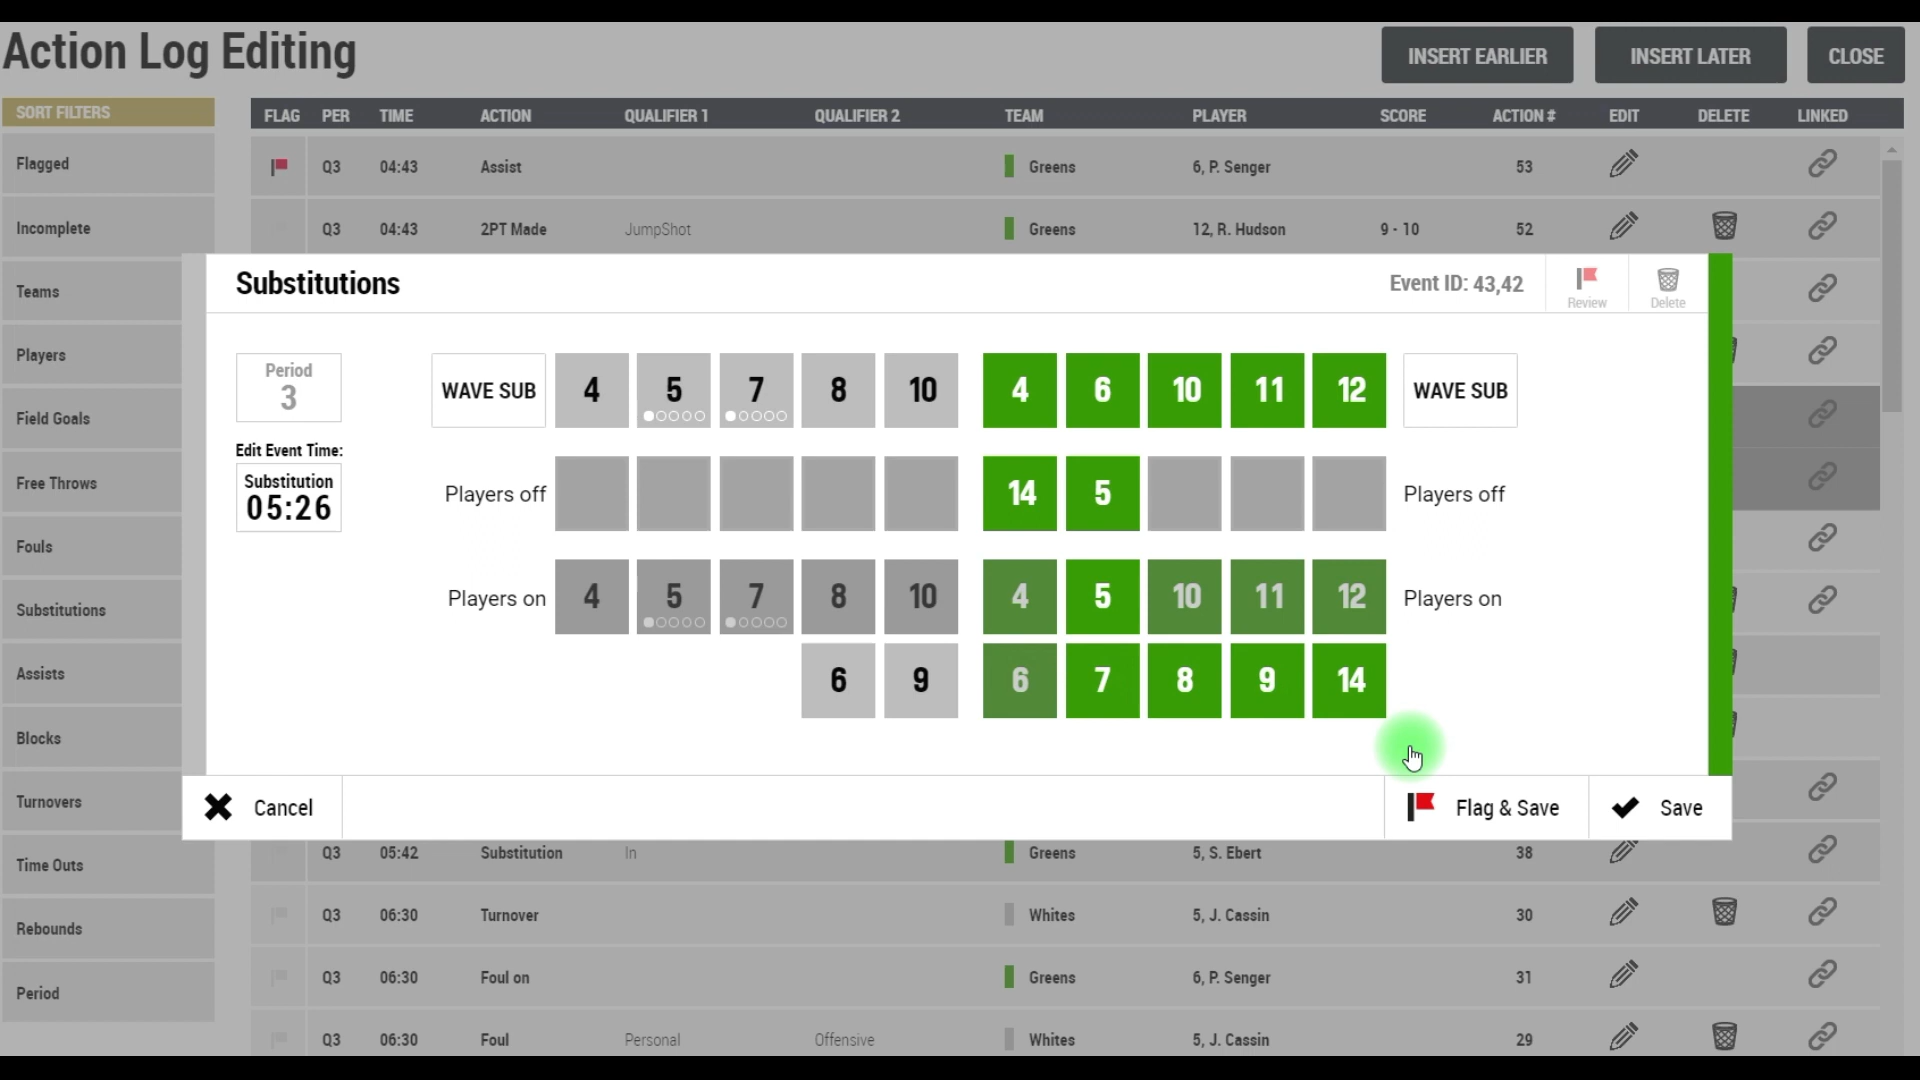 Action Log Editing
INSERT EARLIER
INSERT LATER
CLOSE
SORT FILTERS
FLAG PER TIME ACTION QUALIFIER 1 QUALIFIER 2 TEAM PLAYER SCORE ACTION # EDIT DELETE LINKED
Flagged
Q3 04:43 Assist Greens 6, P. Senger 53
Incomplete
Q3 04:43 2PT Made JumpShot Greens 12, R. Hudson 9 - 10 52
Teams
Players
Field Goals
Free Throws
Fouls
Substitutions
Assists
Blocks
Turnovers
Time Outs
Rebounds
Period
Substitutions
Event ID: 43,42
Review
Delete
Period
3
Edit Event Time:
Substitution
05:26
WAVE SUB 4 5 7 8 10 4 6 10 11 12 WAVE SUB
Players off 14 5 Players off
Players on 4 5 7 8 10 4 5 10 11 12 Players on
6 9 6 7 8 9 14
Cancel
Flag & Save
Save
Q3 05:42 Substitution In Greens 5, S. Ebert 38
Q3 06:30 Turnover Whites 5, J. Cassin 30
Q3 06:30 Foul on Greens 6, P. Senger 31
Q3 06:30 Foul Personal Offensive Whites 5, J. Cassin 29